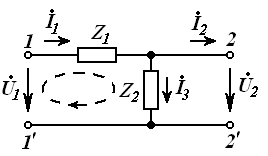 İ₁ İ₂
1 Z₁ 2
U̇₁ Z₂ İ₃ U̇₂
1' 2'